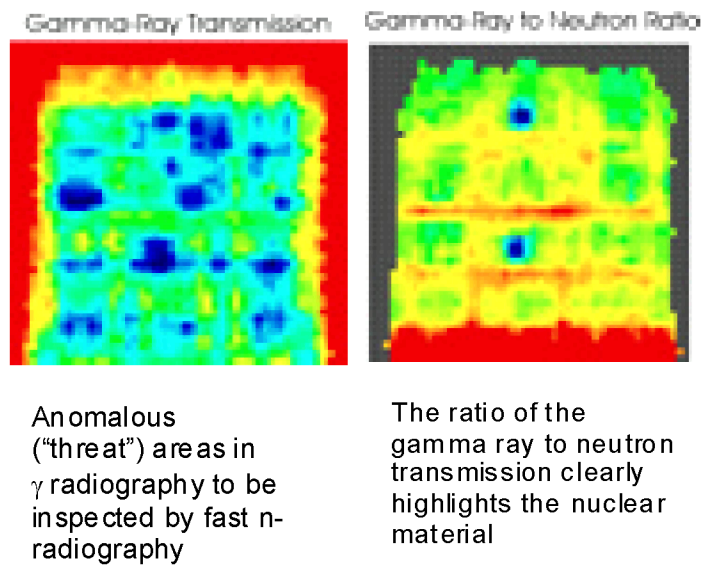 Gamma-Ray Transmission
Gamma-Ray to Neutron Ratio
Anomalous
(“threat”) areas in
γ radiography to be
inspected by fast n-
radiography
The ratio of the
gamma ray to neutron
transmission clearly
highlights the nuclear
material